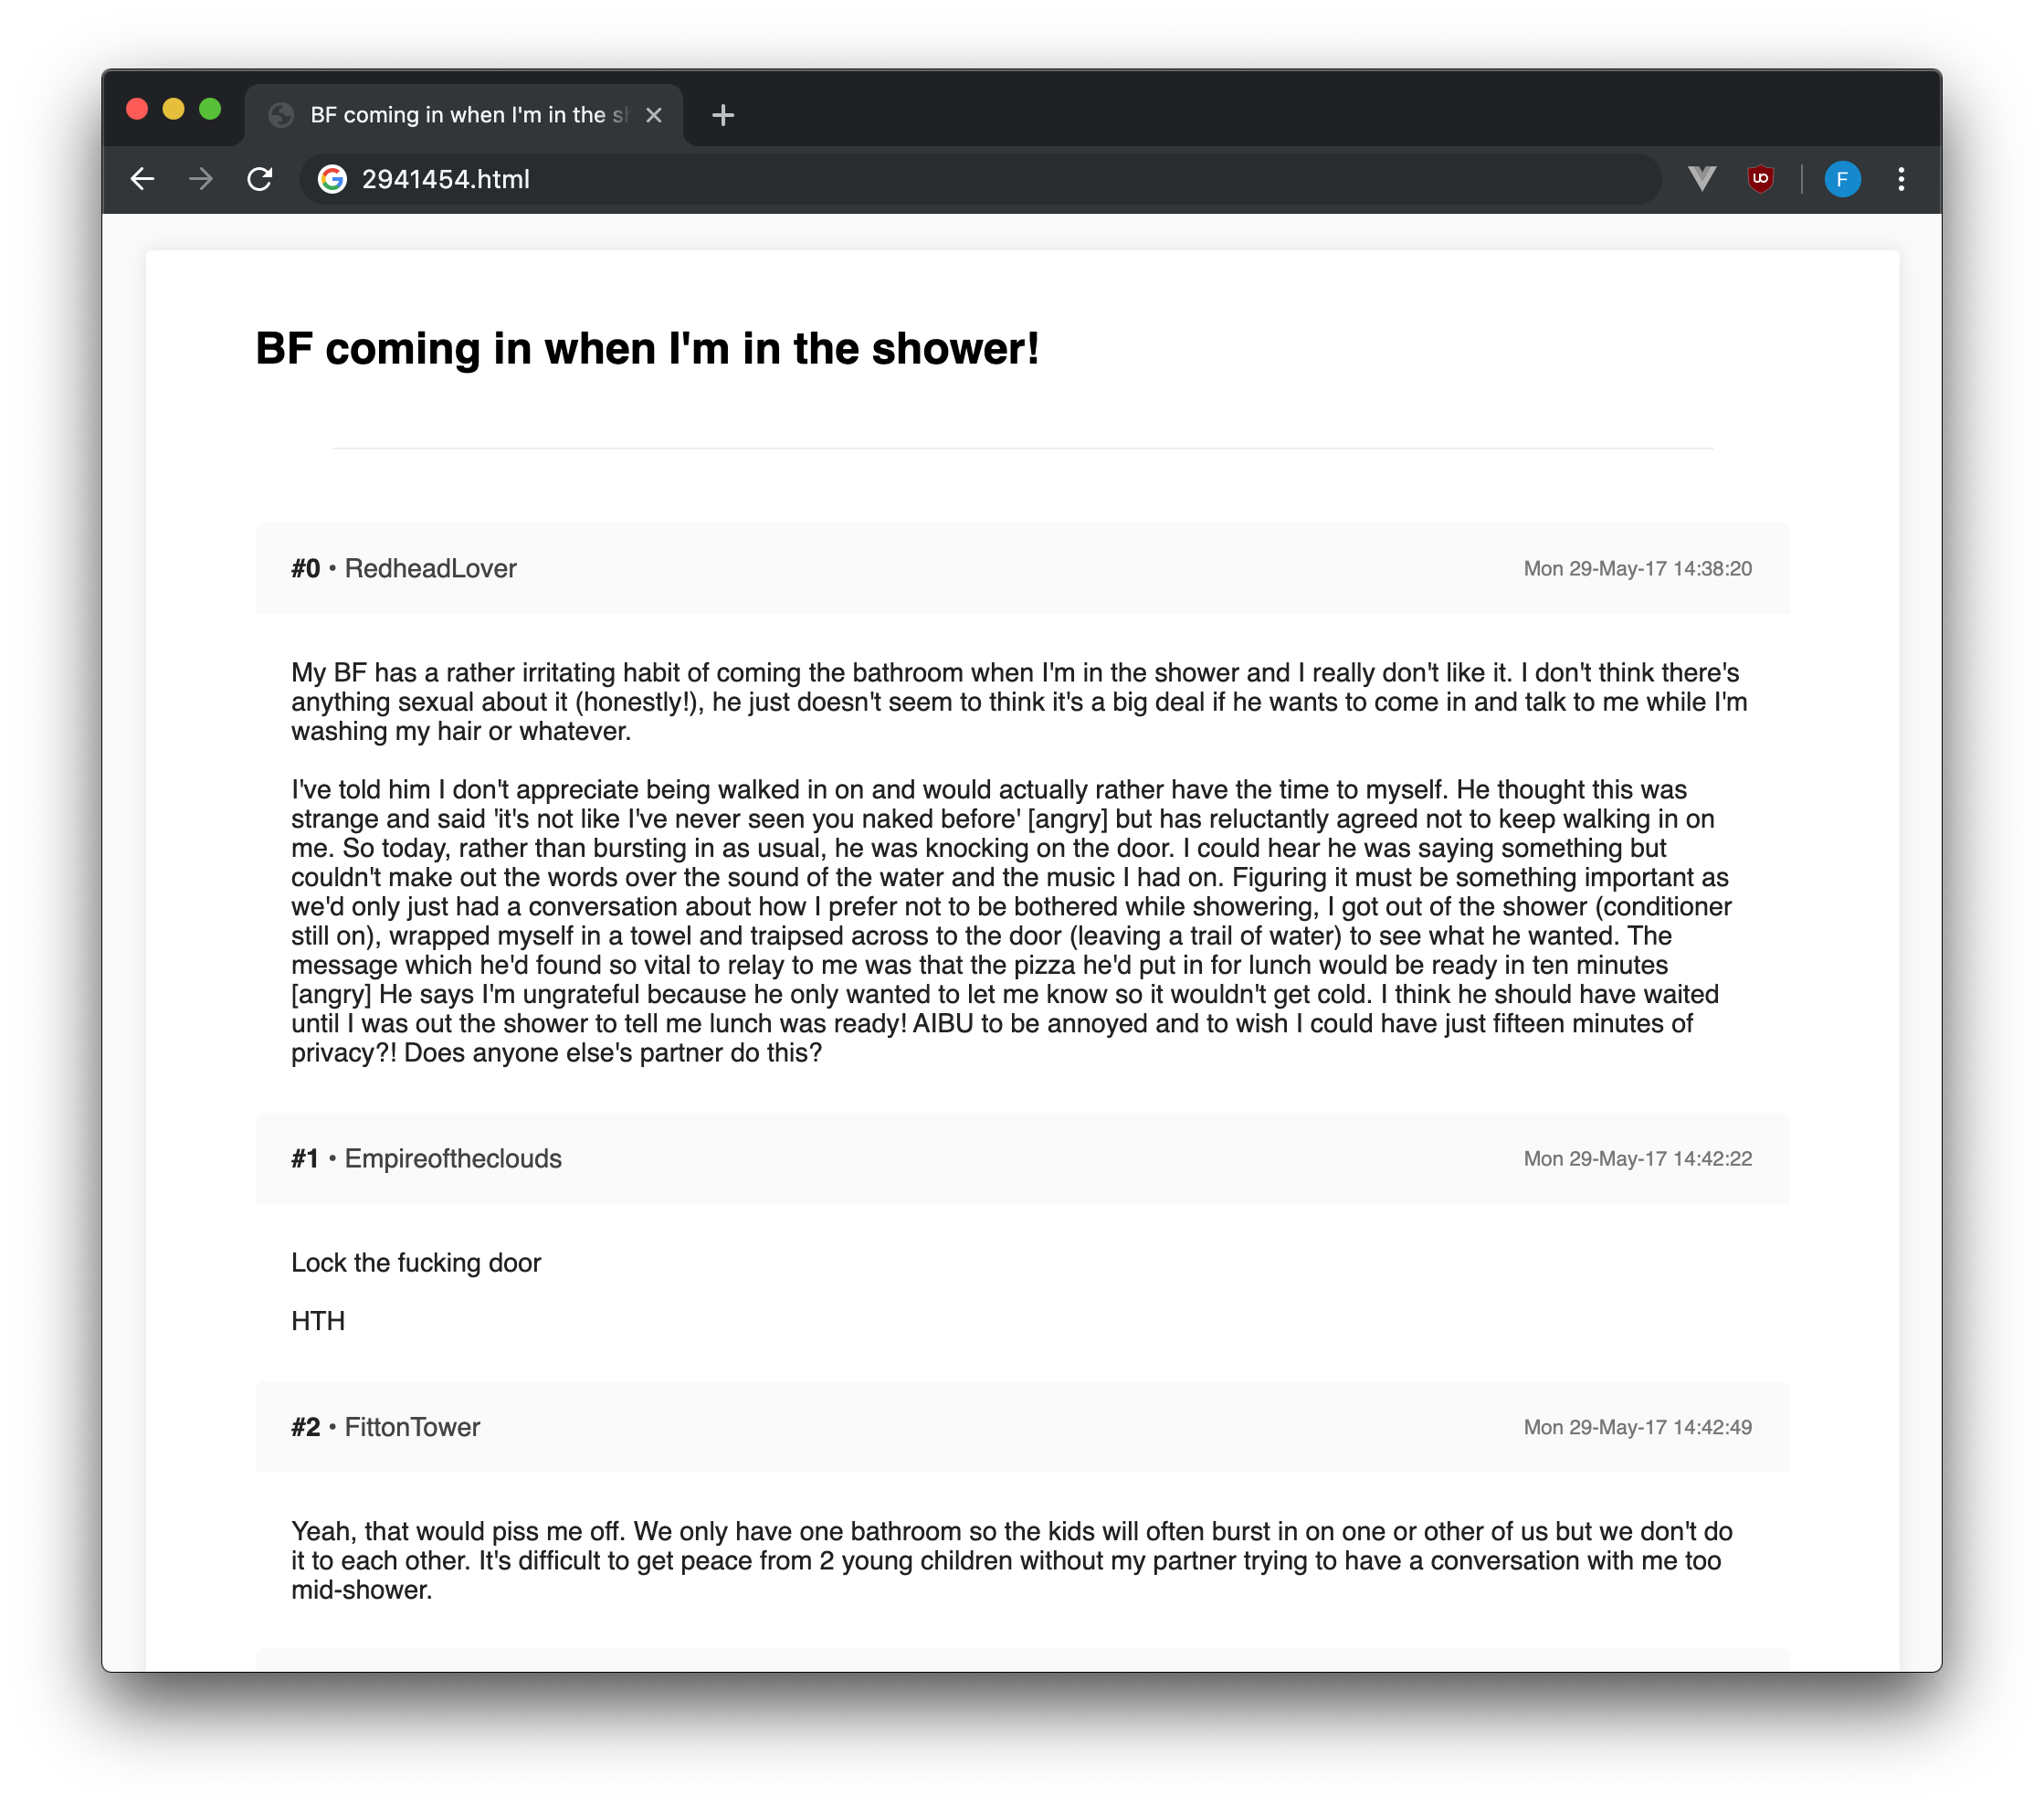 BF coming in when I'm in the sh
2941454.html
F
BF coming in when I'm in the shower!
#0 • RedheadLover
Mon 29-May-17 14:38:20
My BF has a rather irritating habit of coming the bathroom when I'm in the shower and I really don't like it. I don't think there's
anything sexual about it (honestly!), he just doesn't seem to think it's a big deal if he wants to come in and talk to me while I'm
washing my hair or whatever.
I've told him I don't appreciate being walked in on and would actually rather have the time to myself. He thought this was
strange and said 'it's not like I've never seen you naked before' [angry] but has reluctantly agreed not to keep walking in on
me. So today, rather than bursting in as usual, he was knocking on the door. I could hear he was saying something but
couldn't make out the words over the sound of the water and the music I had on. Figuring it must be something important as
we'd only just had a conversation about how I prefer not to be bothered while showering, I got out of the shower (conditioner
still on), wrapped myself in a towel and traipsed across to the door (leaving a trail of water) to see what he wanted. The
message which he'd found so vital to relay to me was that the pizza he'd put in for lunch would be ready in ten minutes
[angry] He says I'm ungrateful because he only wanted to let me know so it wouldn't get cold. I think he should have waited
until I was out the shower to tell me lunch was ready! AIBU to be annoyed and to wish I could have just fifteen minutes of
privacy?! Does anyone else's partner do this?
#1 • Empireoftheclouds
Mon 29-May-17 14:42:22
Lock the fucking door
HTH
#2 • FittonTower
Mon 29-May-17 14:42:49
Yeah, that would piss me off. We only have one bathroom so the kids will often burst in on one or other of us but we don't do
it to each other. It's difficult to get peace from 2 young children without my partner trying to have a conversation with me too
mid-shower.